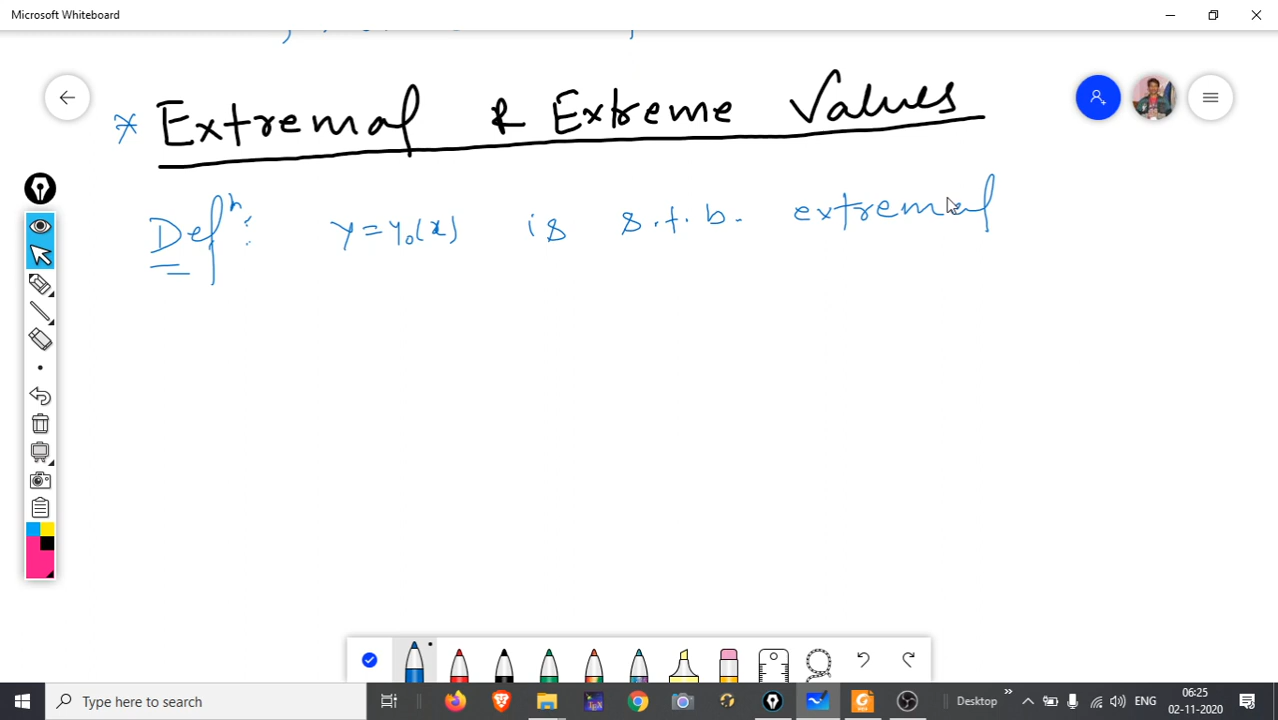 Microsoft Whiteboard
* Extremal & Extreme Values
Defⁿ: y = y₀(x) is s.t.b. extremal
Type here to search
Desktop
ENG
06:25
02-11-2020